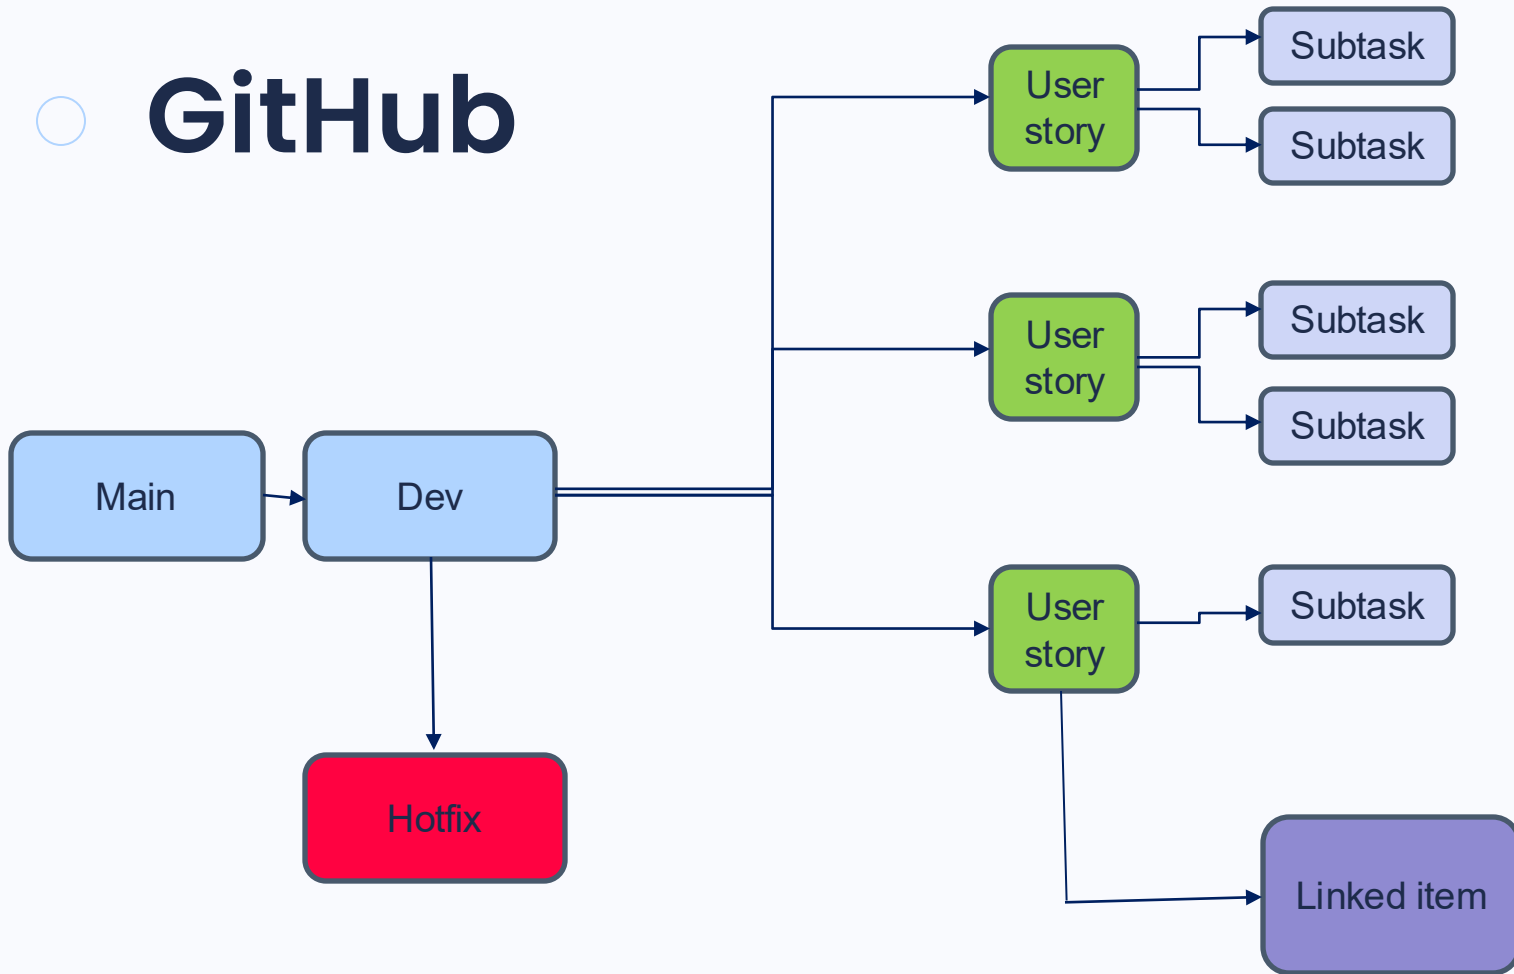 GitHub
User
story
Subtask
Subtask
User
story
Subtask
Subtask
Main
Dev
User
story
Subtask
Hotfix
Linked item